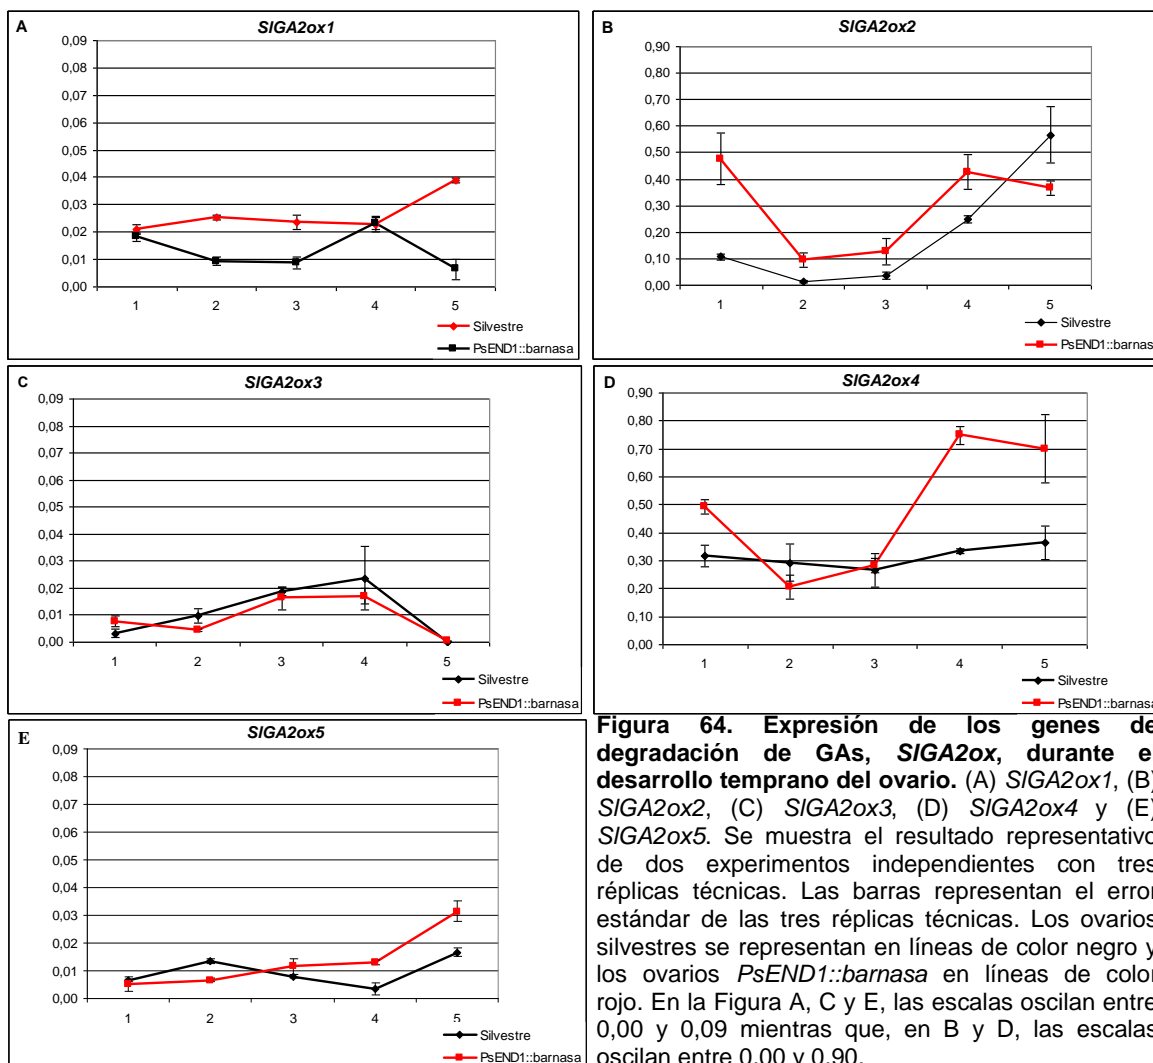 A
SlGA2ox1
0,09
0,08
0,07
0,06
0,05
0,04
0,03
0,02
0,01
0,00
1 2 3 4 5
Silvestre
PsEND1::barnasa
B
SlGA2ox2
0,90
0,80
0,70
0,60
0,50
0,40
0,30
0,20
0,10
0,00
1 2 3 4 5
Silvestre
PsEND1::barnasa
C
SlGA2ox3
0,09
0,08
0,07
0,06
0,05
0,04
0,03
0,02
0,01
0,00
1 2 3 4 5
Silvestre
PsEND1::barnasa
D
SlGA2ox4
0,90
0,80
0,70
0,60
0,50
0,40
0,30
0,20
0,10
0,00
1 2 3 4 5
Silvestre
PsEND1::barnasa
E
SlGA2ox5
0,09
0,08
0,07
0,06
0,05
0,04
0,03
0,02
0,01
0,00
1 2 3 4 5
Silvestre
PsEND1::barnasa
Figura 64. Expresión de los genes de
degradación de GAs, SlGA2ox, durante e
desarrollo temprano del ovario. (A) SlGA2ox1, (B)
SlGA2ox2, (C) SlGA2ox3, (D) SlGA2ox4 y (E)
SlGA2ox5. Se muestra el resultado representativo
de dos experimentos independientes con tres
réplicas técnicas. Las barras representan el error
estándar de las tres réplicas técnicas. Los ovarios
silvestres se representan en líneas de color negro y
los ovarios PsEND1::barnasa en líneas de color
rojo. En la Figura A, C y E, las escalas oscilan entre
0,00 y 0,09 mientras que, en B y D, las escalas
oscilan entre 0,00 y 0,90.